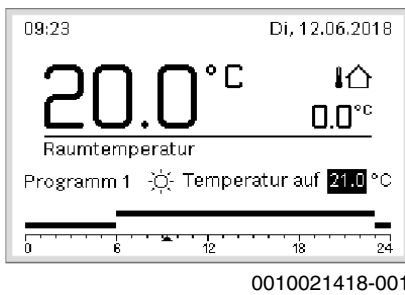 09:23 Di, 12.06.2018
20.0°C
0.0°C
Raumtemperatur
Programm 1 Temperatur auf 21.0 °C
0 6 12 18 24
0010021418-001